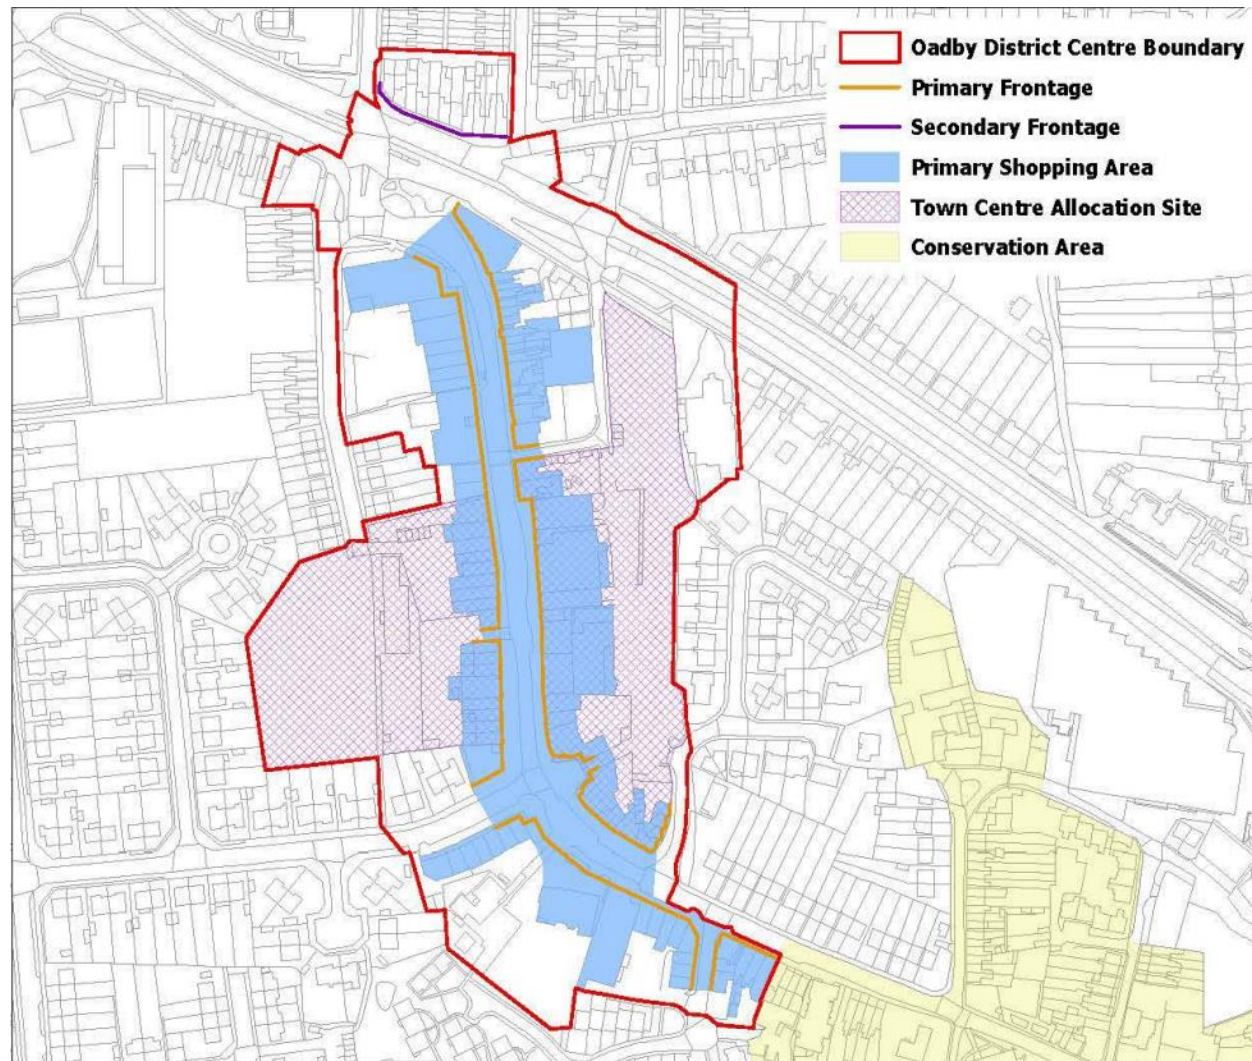 Oadby District Centre Boundary
Primary Frontage
Secondary Frontage
Primary Shopping Area
Town Centre Allocation Site
Conservation Area